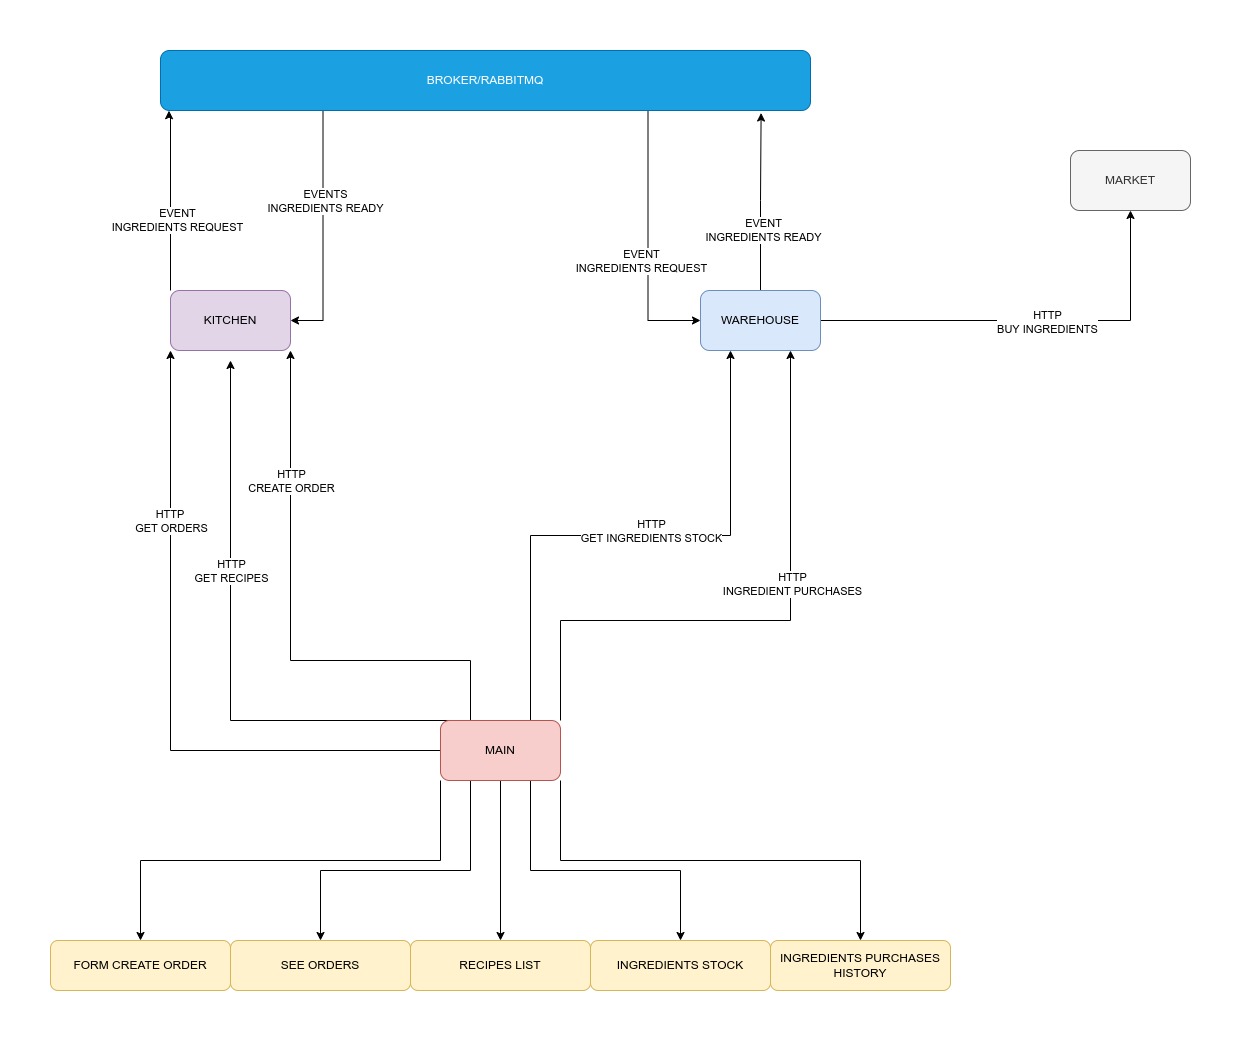 BROKER/RABBITMQ
MARKET
EVENTS
INGREDIENTS READY
EVENT
INGREDIENTS REQUEST
EVENT
INGREDIENTS READY
EVENT
INGREDIENTS REQUEST
KITCHEN
WAREHOUSE
HTTP
BUY INGREDIENTS
HTTP
CREATE ORDER
HTTP
GET ORDERS
HTTP
GET INGREDIENTS STOCK
HTTP
GET RECIPES
HTTP
INGREDIENT PURCHASES
MAIN
FORM CREATE ORDER
SEE ORDERS
RECIPES LIST
INGREDIENTS STOCK
INGREDIENTS PURCHASES
HISTORY